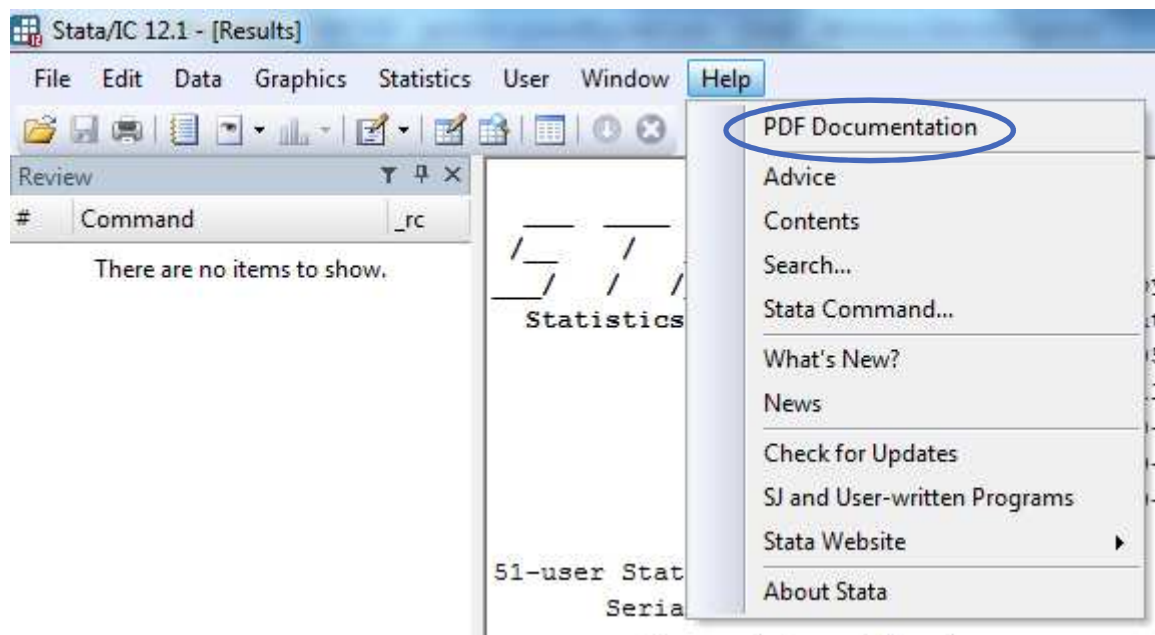 Stata/IC 12.1 - [Results]
File Edit Data Graphics Statistics User Window Help
PDF Documentation
Advice
Contents
Search...
Stata Command...
What's New?
News
Check for Updates
SJ and User-written Programs
Stata Website
About Stata
Review
# Command _rc
There are no items to show.
Statistics
51-user Stat
Seria